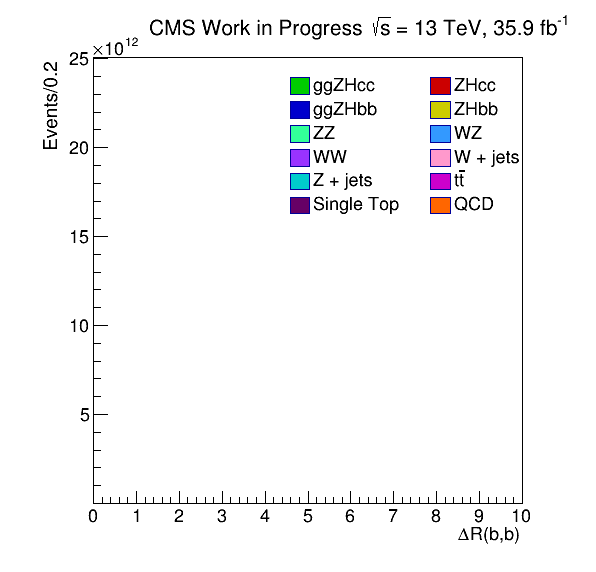 CMS Work in Progress √s = 13 TeV, 35.9 fb⁻¹
×10¹²
Events/0.2
25
20
15
10
5
ggZHcc ZHcc
ggZHbb ZHbb
ZZ WZ
WW W + jets
Z + jets tt̄
Single Top QCD
0 1 2 3 4 5 6 7 8 9 10
ΔR(b,b)